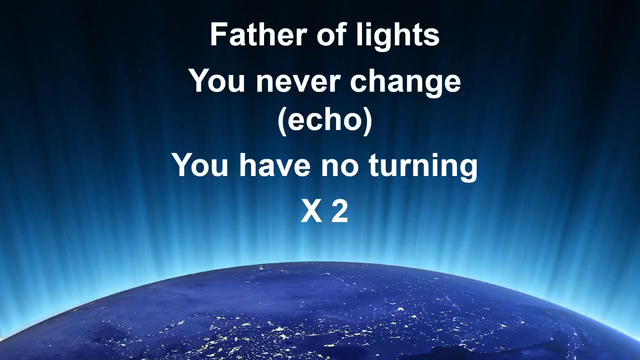 Father of lights
You never change
(echo)
You have no turning
X 2